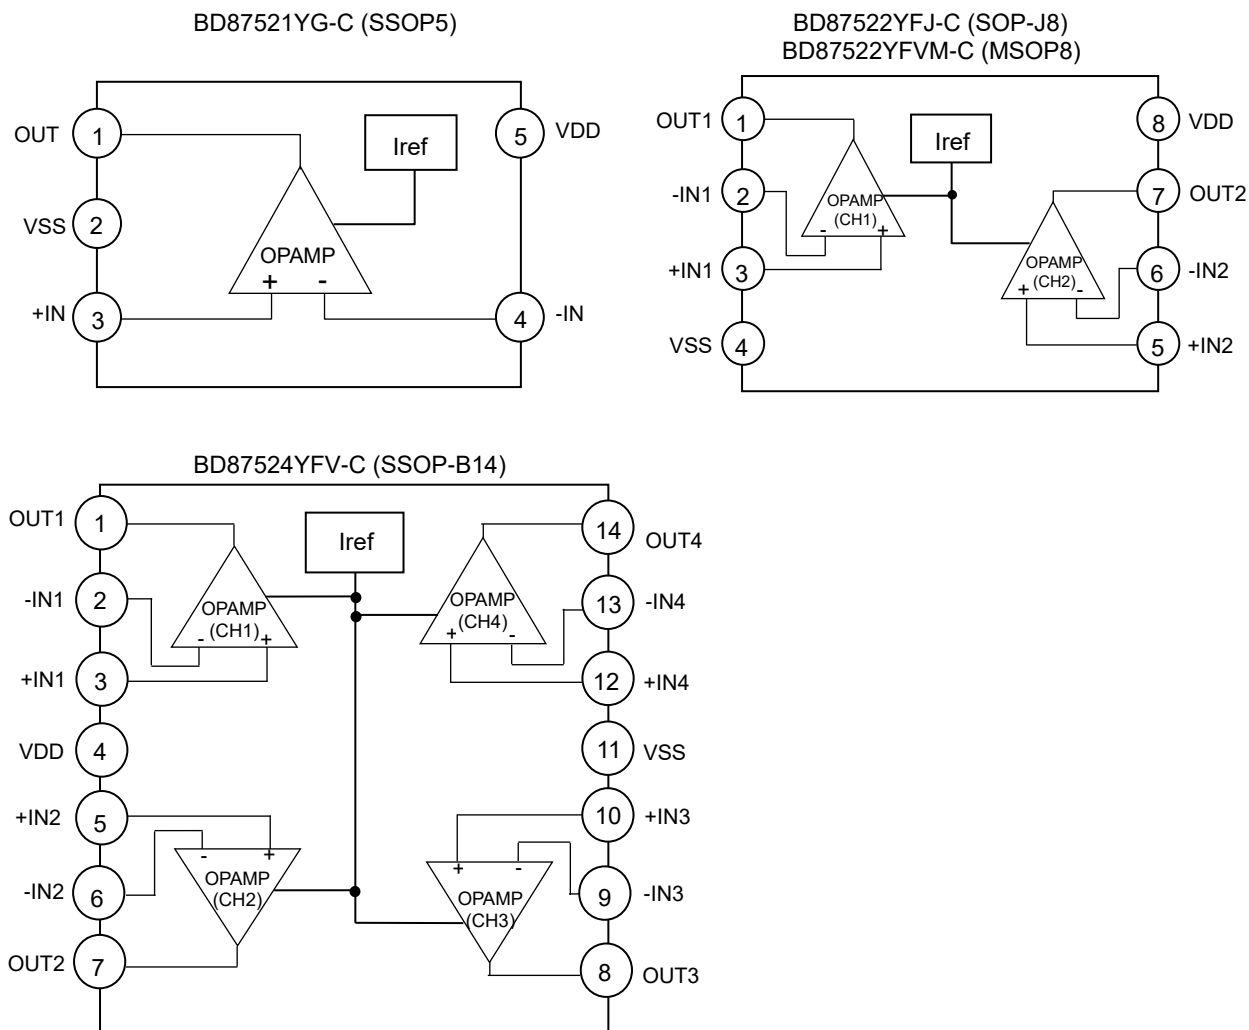 BD87521YG-C (SSOP5)
OUT 1 Iref 5 VDD
VSS 2
OPAMP
+ -
+IN 3 4 -IN
BD87522YFJ-C (SOP-J8)
BD87522YFVM-C (MSOP8)
OUT1 1 Iref 8 VDD
-IN1 2 OPAMP 7 OUT2
(CH1)
- +
+IN1 3 OPAMP 6 -IN2
(CH2)
+ -
VSS 4 5 +IN2
BD87524YFV-C (SSOP-B14)
OUT1 1 Iref 14 OUT4
-IN1 2 OPAMP OPAMP 13 -IN4
(CH1) (CH4)
- + + -
+IN1 3 12 +IN4
VDD 4 11 VSS
+IN2 5 10 +IN3
- + + -
-IN2 6 OPAMP OPAMP 9 -IN3
(CH2) (CH3)
OUT2 7 8 OUT3